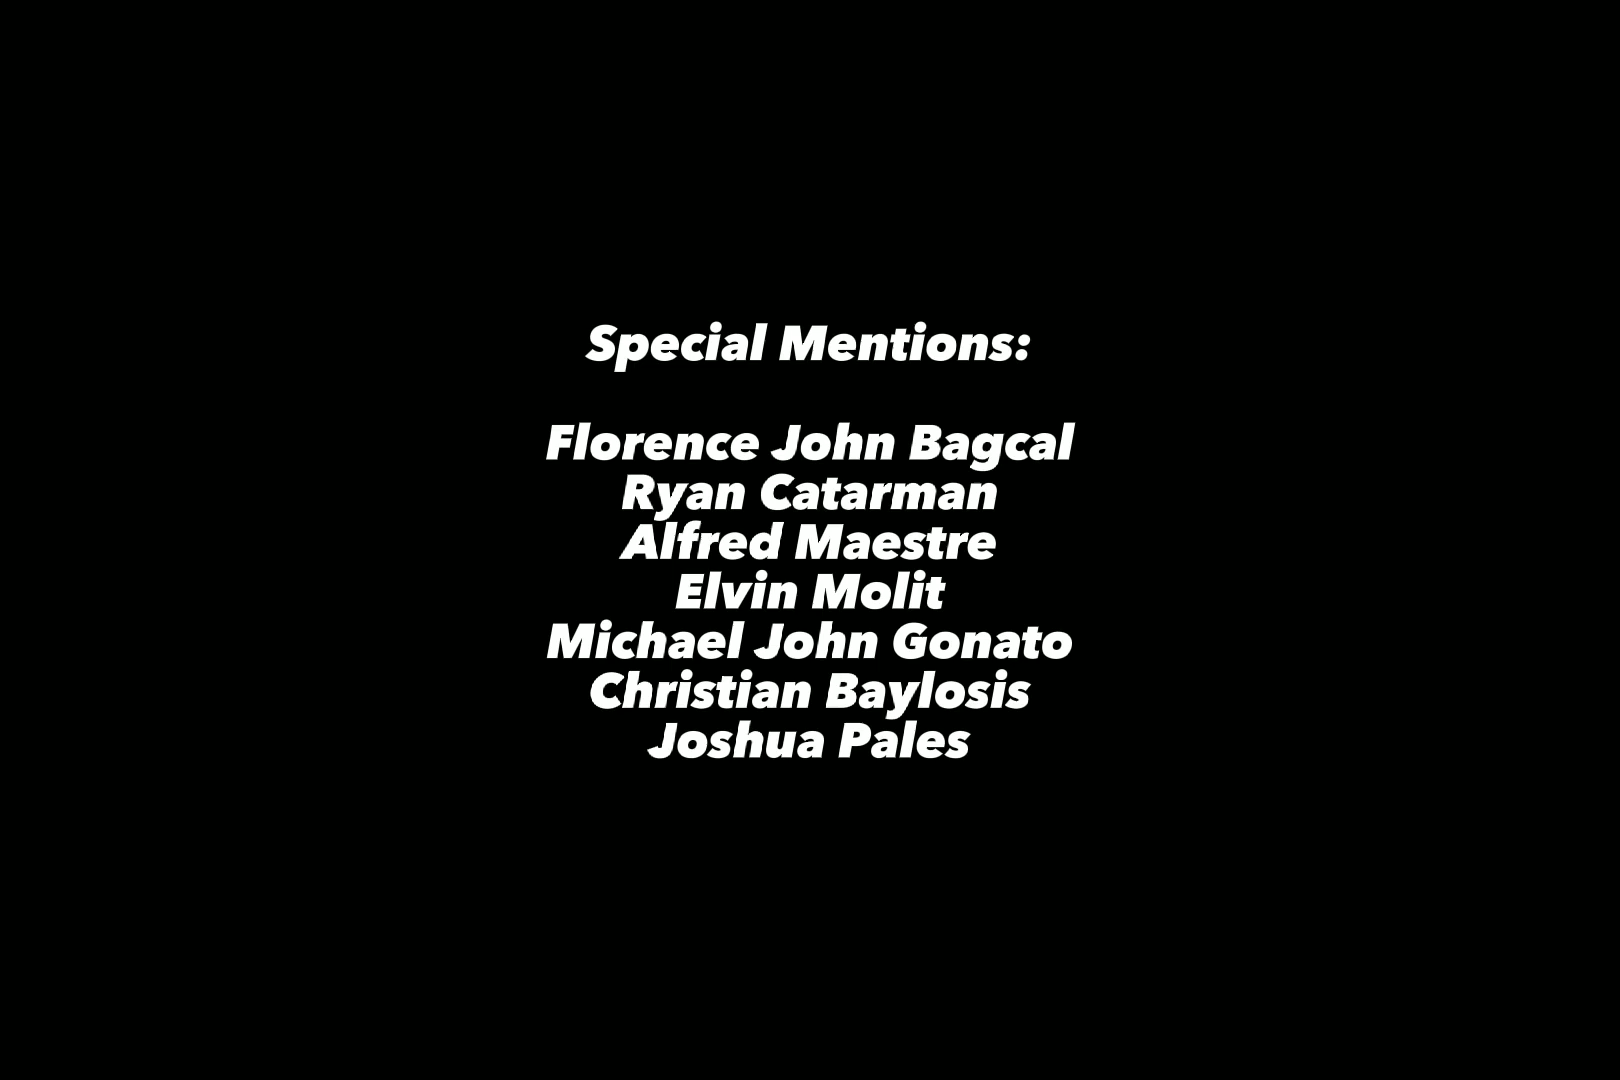 Special Mentions:
Florence John Bagcal
Ryan Catarman
Alfred Maestre
Elvin Molit
Michael John Gonato
Christian Baylosis
Joshua Pales